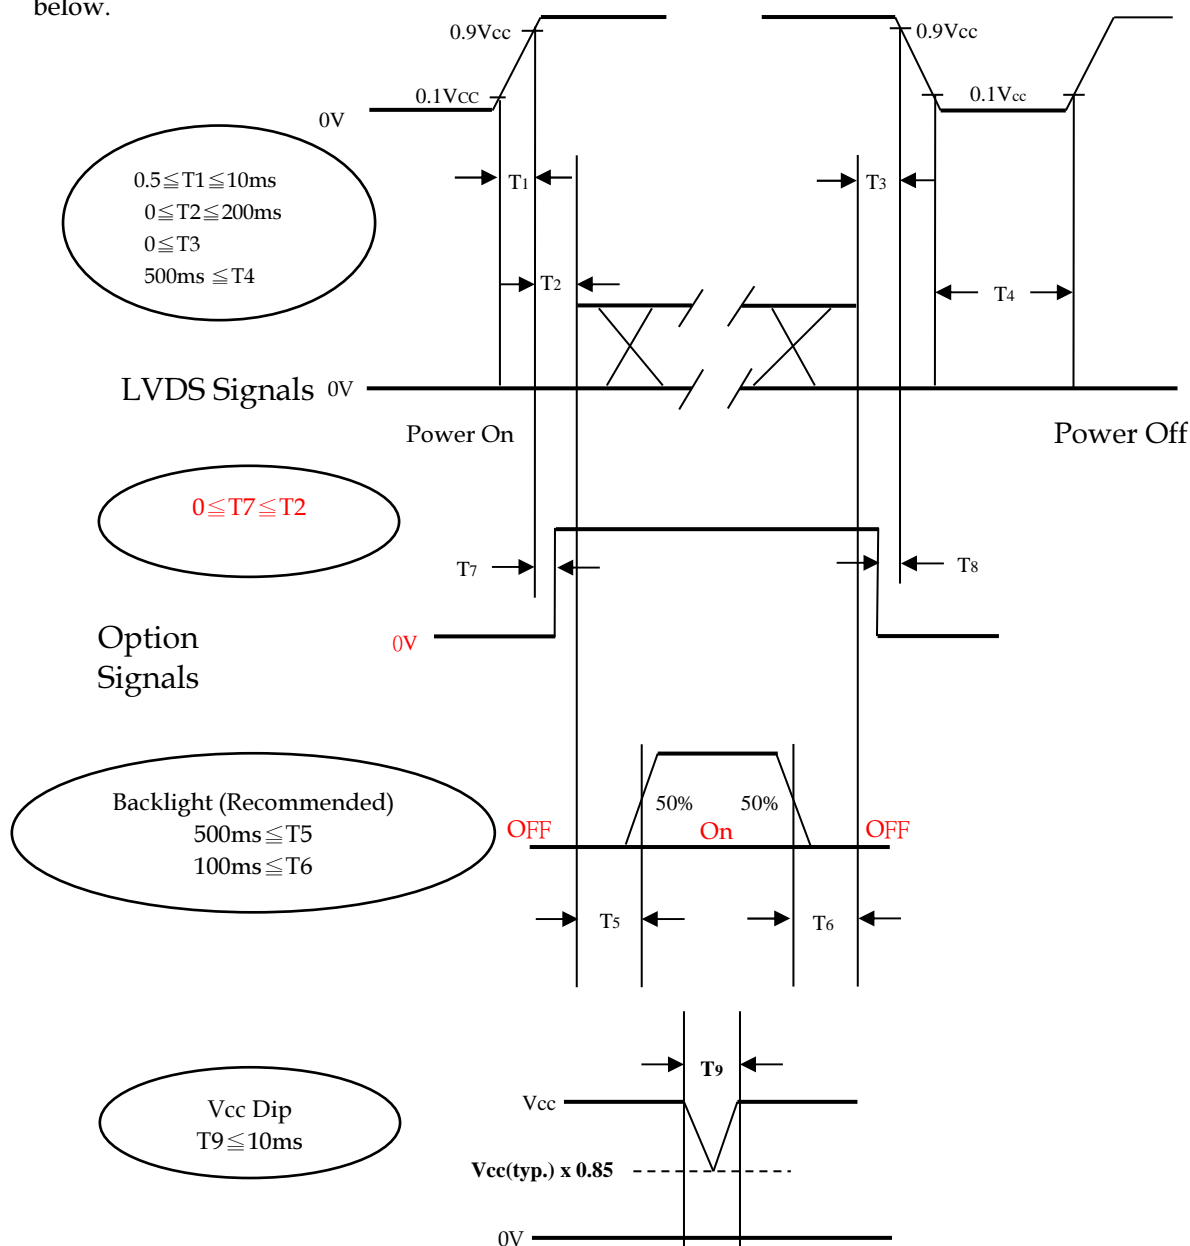 below.
0.9Vcc
0.9Vcc
0.1VCC
0.1Vcc
0V
0.5≦T1≦10ms
0≦T2≦200ms
0≦T3
500ms ≦T4
T1
T3
T2
T4
LVDS Signals
0V
Power On
Power Off
0≦T7≦T2
T7
T8
Option
Signals
0V
Backlight (Recommended)
500ms≦T5
100ms≦T6
50%
50%
OFF
On
OFF
T5
T6
T9
Vcc Dip
T9≦10ms
Vcc
Vcc(typ.) x 0.85
0V